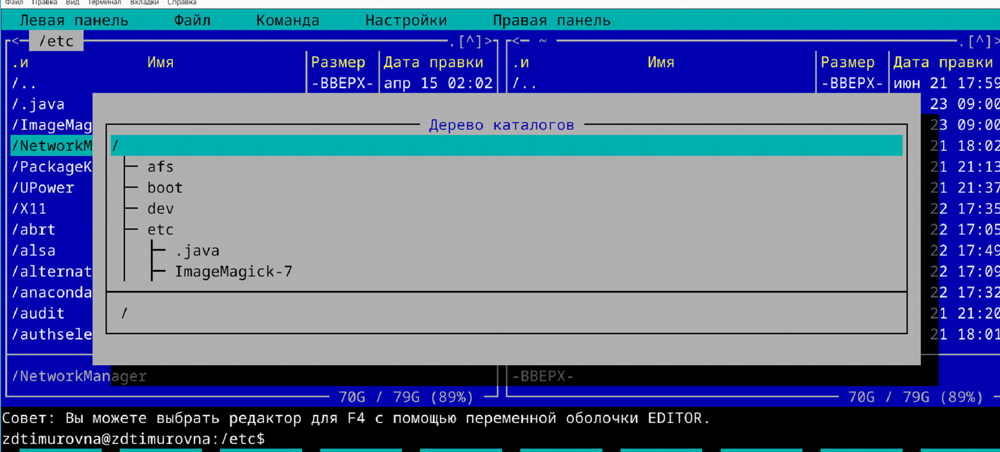 Файл Правка Вид Терминал Вкладки Справка
Левая панель Файл Команда Настройки Правая панель
<─ /etc .[^]> <─ ~ .[^]>
.и Имя Размер Дата правки .и Имя Размер Дата правки
/.. -ВВЕРХ- апр 15 02:02 /.. -ВВЕРХ- июн 21 17:59
/.java 23 09:00
/ImageMag Дерево каталогов 23 09:00
/NetworkM / 21 18:02
/PackageK afs 21 21:13
/UPower boot 21 21:37
/X11 dev 22 17:35
/abrt etc 22 17:05
/alsa .java 22 17:49
/alternat ImageMagick-7 22 17:09
/anaconda 22 17:32
/audit / 21 21:20
/authsele 21 18:01
/NetworkManager -ВВЕРХ-
70G / 79G (89%) 70G / 79G (89%)
Совет: Вы можете выбрать редактор для F4 с помощью переменной оболочки EDITOR.
zdtimurovna@zdtimurovna:/etc$